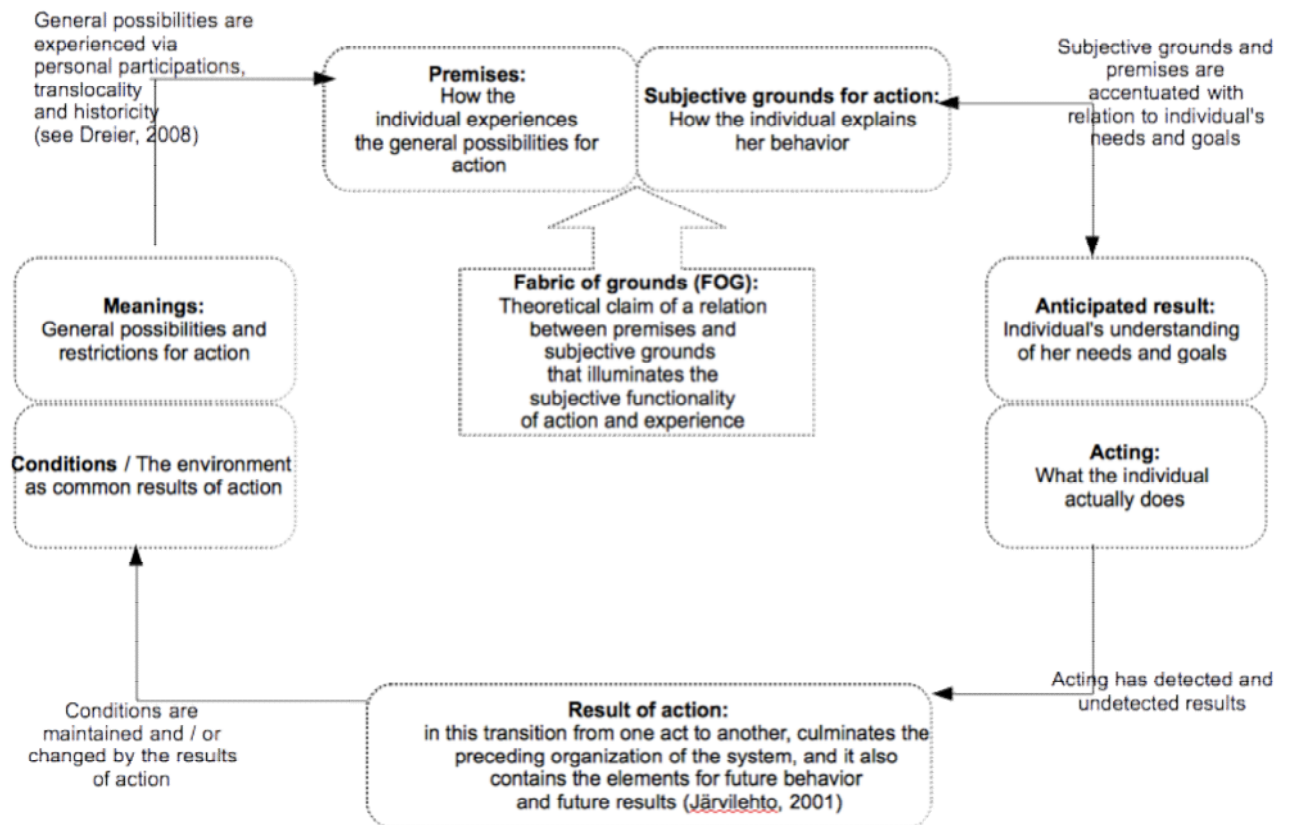 General possibilities are
experienced via
personal participations,
translocality
and historicity
(see Dreier, 2008)
Premises:
How the
individual experiences
the general possibilities for
action
Subjective grounds for action:
How the individual explains
her behavior
Subjective grounds and
premises are
accentuated with
relation to individual's
needs and goals
Meanings:
General possibilities and
restrictions for action
Conditions / The environment
as common results of action
Fabric of grounds (FOG):
Theoretical claim of a relation
between premises and
subjective grounds
that illuminates the
subjective functionality
of action and experience
Anticipated result:
Individual's understanding
of her needs and goals
Acting:
What the individual
actually does
Conditions are
maintained and / or
changed by the results
of action
Result of action:
in this transition from one act to another, culminates the
preceding organization of the system, and it also
contains the elements for future behavior
and future results (Järvilehto, 2001)
Acting has detected and
undetected results